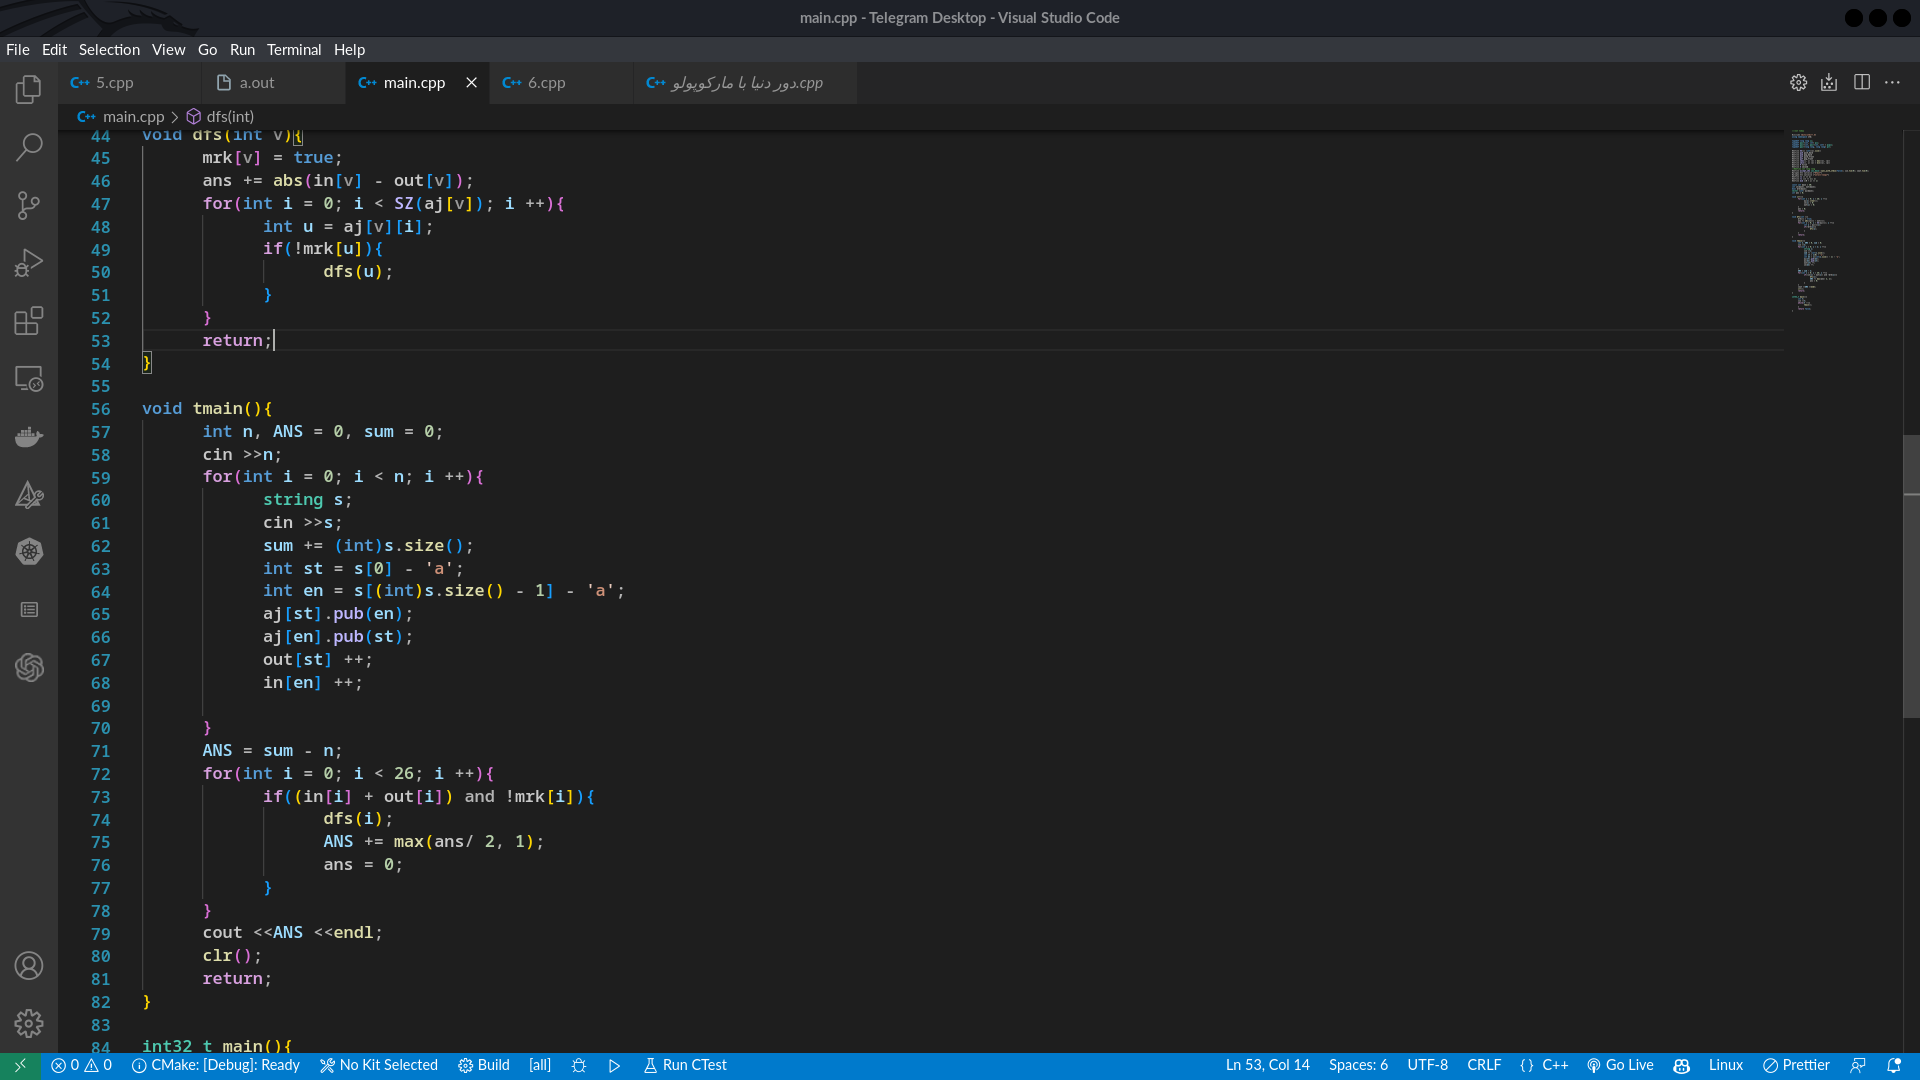 main.cpp - Telegram Desktop - Visual Studio Code
File Edit Selection View Go Run Terminal Help
5.cpp a.out main.cpp 6.cpp دور دنیا با مارکوپولو.cpp
main.cpp > dfs(int)
44 void dfs(int v){
45 mrk[v] = true;
46 ans += abs(in[v] - out[v]);
47 for(int i = 0; i < SZ(aj[v]); i ++){
48 int u = aj[v][i];
49 if(!mrk[u]){
50 dfs(u);
51 }
52 }
53 return;
54 }
55
56 void tmain(){
57 int n, ANS = 0, sum = 0;
58 cin >>n;
59 for(int i = 0; i < n; i ++){
60 string s;
61 cin >>s;
62 sum += (int)s.size();
63 int st = s[0] - 'a';
64 int en = s[(int)s.size() - 1] - 'a';
65 aj[st].pub(en);
66 aj[en].pub(st);
67 out[st] ++;
68 in[en] ++;
69
70 }
71 ANS = sum - n;
72 for(int i = 0; i < 26; i ++){
73 if((in[i] + out[i]) and !mrk[i]){
74 dfs(i);
75 ANS += max(ans/ 2, 1);
76 ans = 0;
77 }
78 }
79 cout <<ANS <<endl;
80 clr();
81 return;
82 }
83
84 int32_t main(){
0 0 CMake: [Debug]: Ready No Kit Selected Build [all] Run CTest Ln 53, Col 14 Spaces: 6 UTF-8 CRLF {} C++ Go Live Linux Prettier